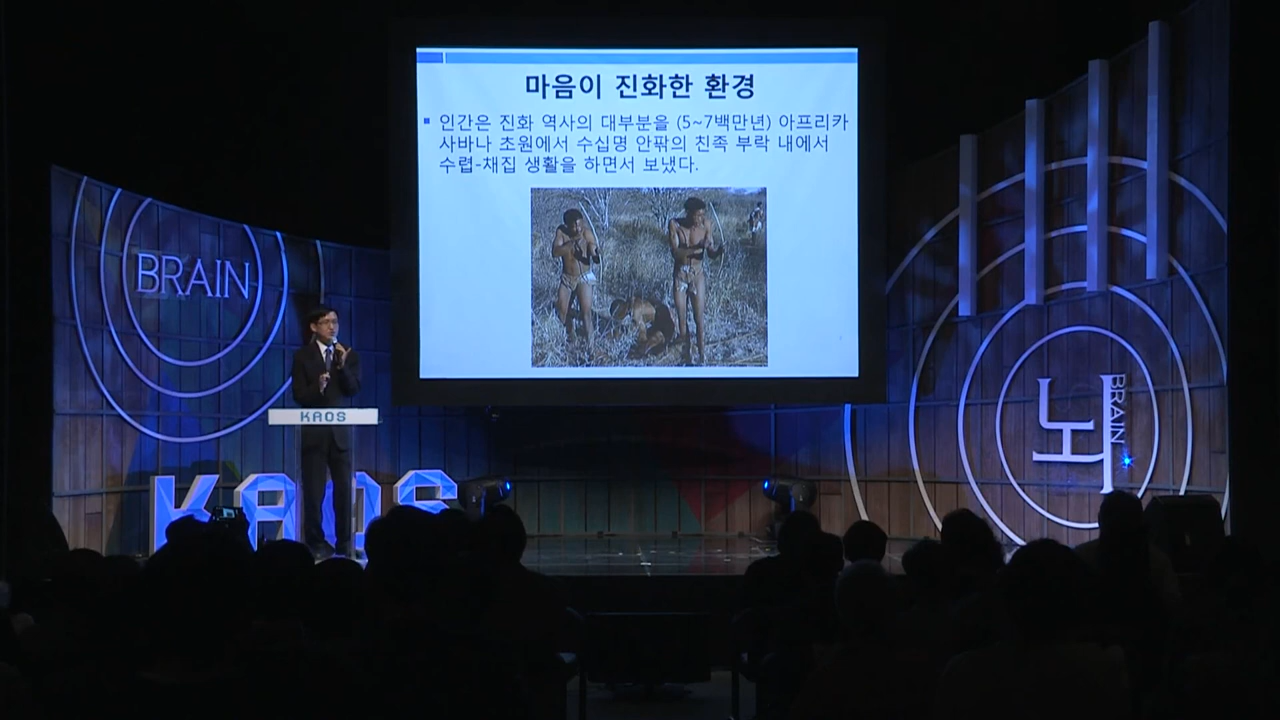 마음이 진화한 환경
▪ 인간은 진화 역사의 대부분을 (5~7백만년) 아프리카
사바나 초원에서 수십명 안팎의 친족 부락 내에서
수렵-채집 생활을 하면서 보냈다.
BRAIN
KAOS
KAOS
뇌
BRAIN